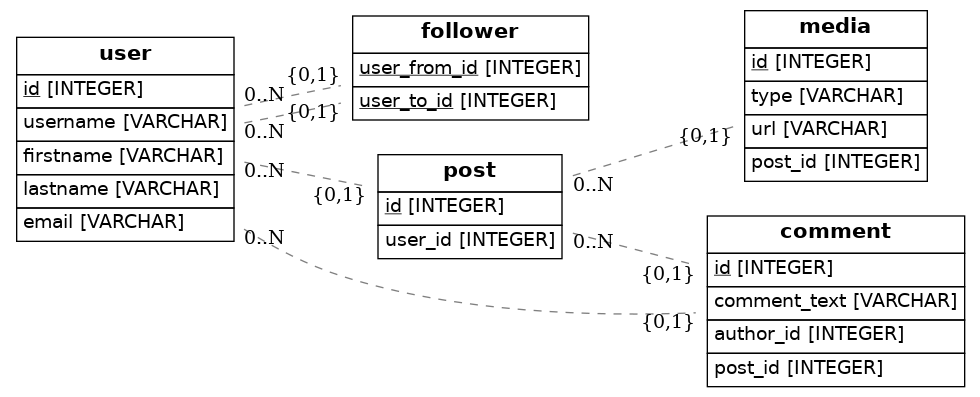 user
id [INTEGER]
username [VARCHAR]
firstname [VARCHAR]
lastname [VARCHAR]
email [VARCHAR]
0..N
{0,1}
0..N
{0,1}
0..N
{0,1}
0..N
{0,1}
follower
user_from_id [INTEGER]
user_to_id [INTEGER]
post
id [INTEGER]
user_id [INTEGER]
0..N
{0,1}
0..N
{0,1}
media
id [INTEGER]
type [VARCHAR]
url [VARCHAR]
post_id [INTEGER]
comment
id [INTEGER]
comment_text [VARCHAR]
author_id [INTEGER]
post_id [INTEGER]